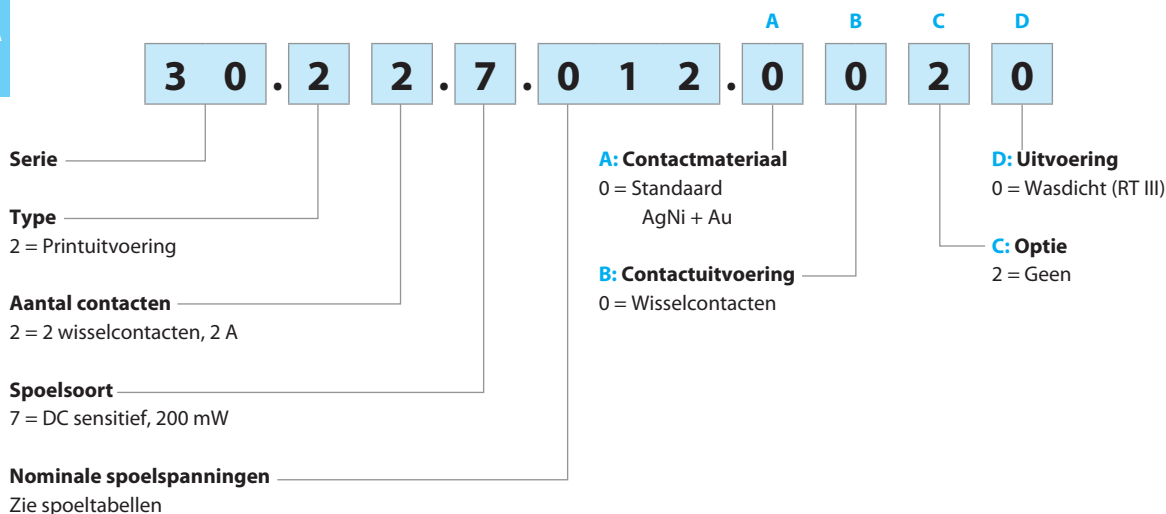 A B C D
3 0 . 2 2 . 7 . 0 1 2 . 0 0 2 0
Serie
Type
2 = Printuitvoering
Aantal contacten
2 = 2 wisselcontacten, 2 A
Spoelsoort
7 = DC sensitief, 200 mW
Nominale spoelspanningen
Zie spoeltabellen
A: Contactmateriaal
0 = Standaard
AgNi + Au
B: Contactuitvoering
0 = Wisselcontacten
D: Uitvoering
0 = Wasdicht (RT III)
C: Optie
2 = Geen